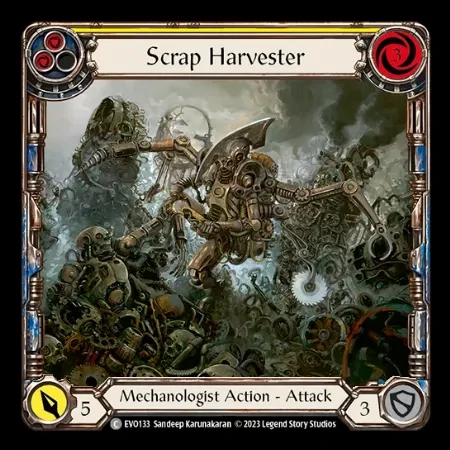 Scrap Harvester
3
5
Mechanologist Action - Attack
3
C EVO133 Sandeep Karunakaran © 2023 Legend Story Studios